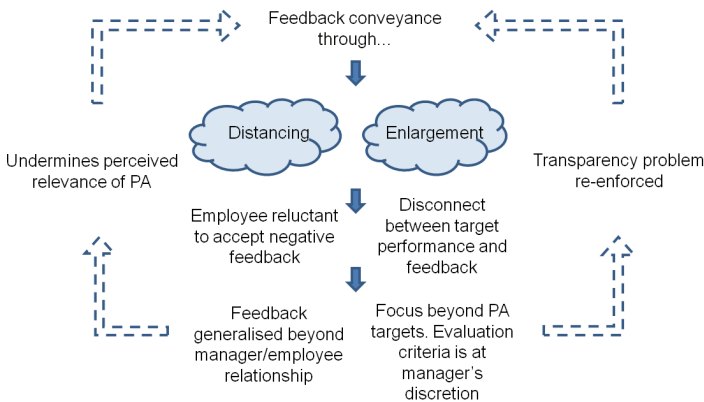 Feedback conveyance
through…
Distancing
Enlargement
Undermines perceived
relevance of PA
Transparency problem
re-enforced
Employee reluctant
to accept negative
feedback
Disconnect
between target
performance and
feedback
Feedback
generalised beyond
manager/employee
relationship
Focus beyond PA
targets. Evaluation
criteria is at
manager’s
discretion